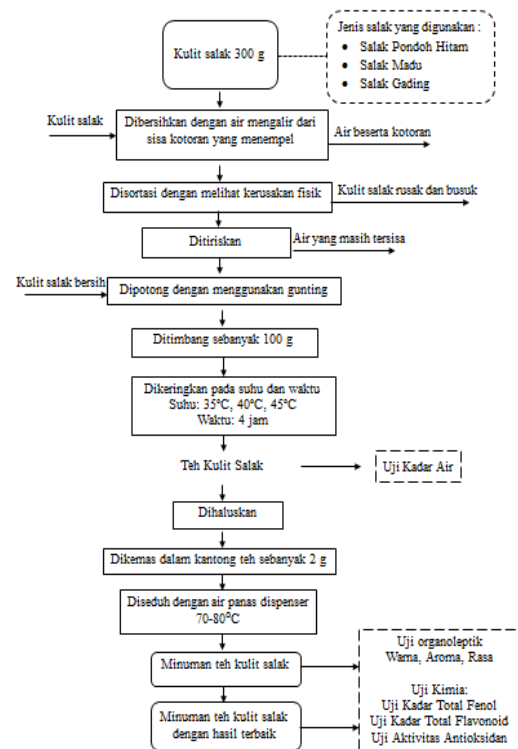 Kulit salak 300 g
Jenis salak yang digunakan :
• Salak Pondoh Hitam
• Salak Madu
• Salak Gading
Kulit salak
Dibersihkan dengan air mengalir dari
sisa kotoran yang menempel
Air beserta kotoran
Disortasi dengan melihat kerusakan fisik
Kulit salak rusak dan busuk
Ditiriskan
Air yang masih tersisa
Kulit salak bersih
Dipotong dengan menggunakan gunting
Ditimbang sebanyak 100 g
Dikeringkan pada suhu dan waktu
Suhu: 35°C, 40°C, 45°C
Waktu: 4 jam
Teh Kulit Salak
Uji Kadar Air
Dihaluskan
Dikemas dalam kantong teh sebanyak 2 g
Diseduh dengan air panas dispenser
70-80°C
Minuman teh kulit salak
Uji organoleptik
Warna, Aroma, Rasa
Minuman teh kulit salak
dengan hasil terbaik
Uji Kimia:
Uji Kadar Total Fenol
Uji Kadar Total Flavonoid
Uji Aktivitas Antioksidan